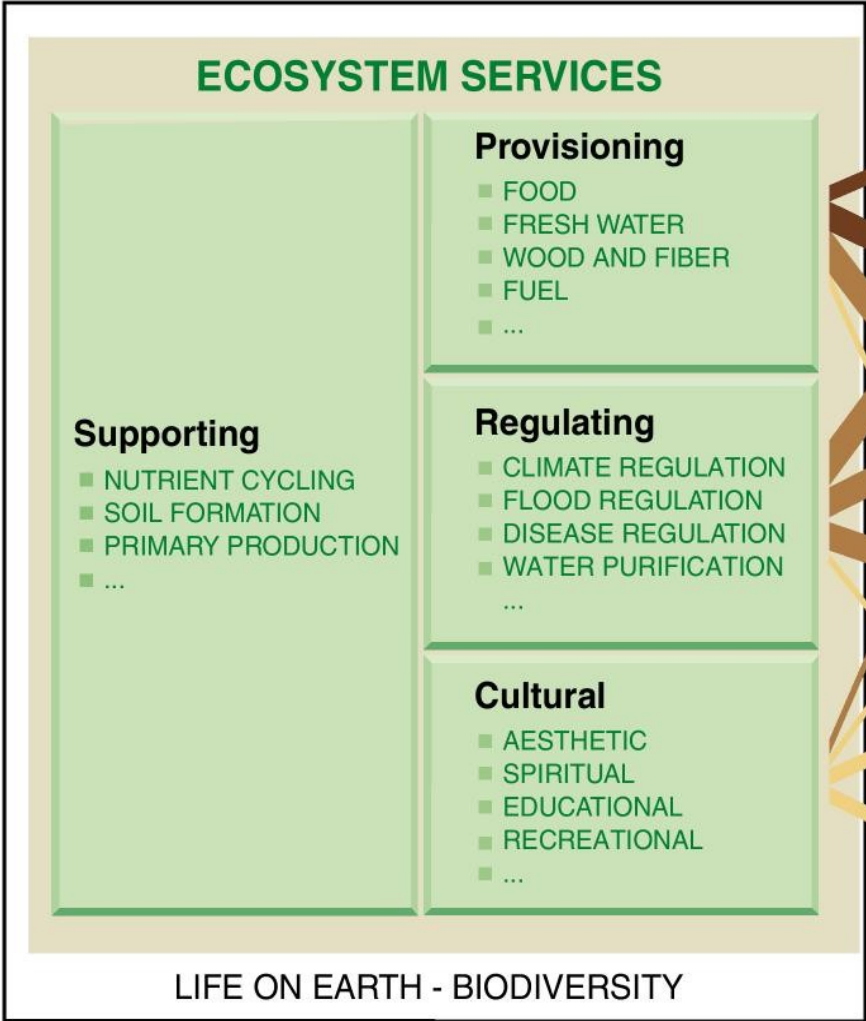 ECOSYSTEM SERVICES
Supporting
NUTRIENT CYCLING
SOIL FORMATION
PRIMARY PRODUCTION
...
Provisioning
FOOD
FRESH WATER
WOOD AND FIBER
FUEL
...
Regulating
CLIMATE REGULATION
FLOOD REGULATION
DISEASE REGULATION
WATER PURIFICATION
...
Cultural
AESTHETIC
SPIRITUAL
EDUCATIONAL
RECREATIONAL
...
LIFE ON EARTH - BIODIVERSITY